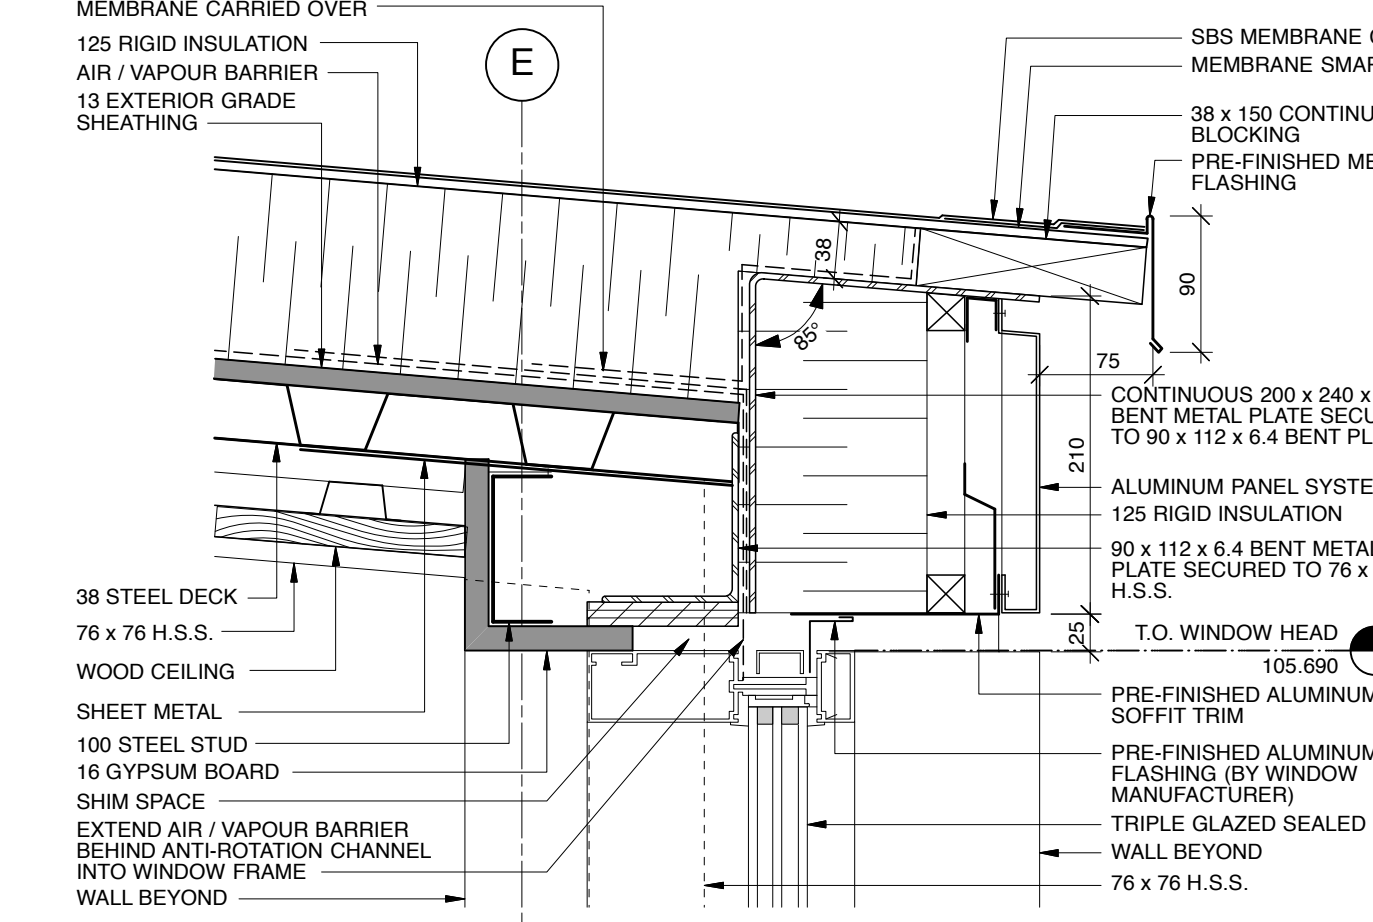 MEMBRANE CARRIED OVER
125 RIGID INSULATION
AIR / VAPOUR BARRIER
13 EXTERIOR GRADE
SHEATHING
E
SBS MEMBRANE
MEMBRANE
38 x 150
BLOCKING
PRE-FINISHED
FLASHING
38
85°
90
75
210
25
CONTINUOUS 200 x 240 x
BENT METAL PLATE
TO 90 x 112 x 6.4 BENT
ALUMINUM PANEL
125 RIGID INSULATION
90 x 112 x 6.4 BENT METAL
PLATE SECURED TO 76 x
H.S.S.
T.O. WINDOW HEAD
105.690
PRE-FINISHED ALUMINUM
SOFFIT TRIM
PRE-FINISHED ALUMINUM
FLASHING (BY WINDOW
MANUFACTURER)
TRIPLE GLAZED SEALED
WALL BEYOND
76 x 76 H.S.S.
38 STEEL DECK
76 x 76 H.S.S.
WOOD CEILING
SHEET METAL
100 STEEL STUD
16 GYPSUM BOARD
SHIM SPACE
EXTEND AIR / VAPOUR BARRIER
BEHIND ANTI-ROTATION CHANNEL
INTO WINDOW FRAME
WALL BEYOND